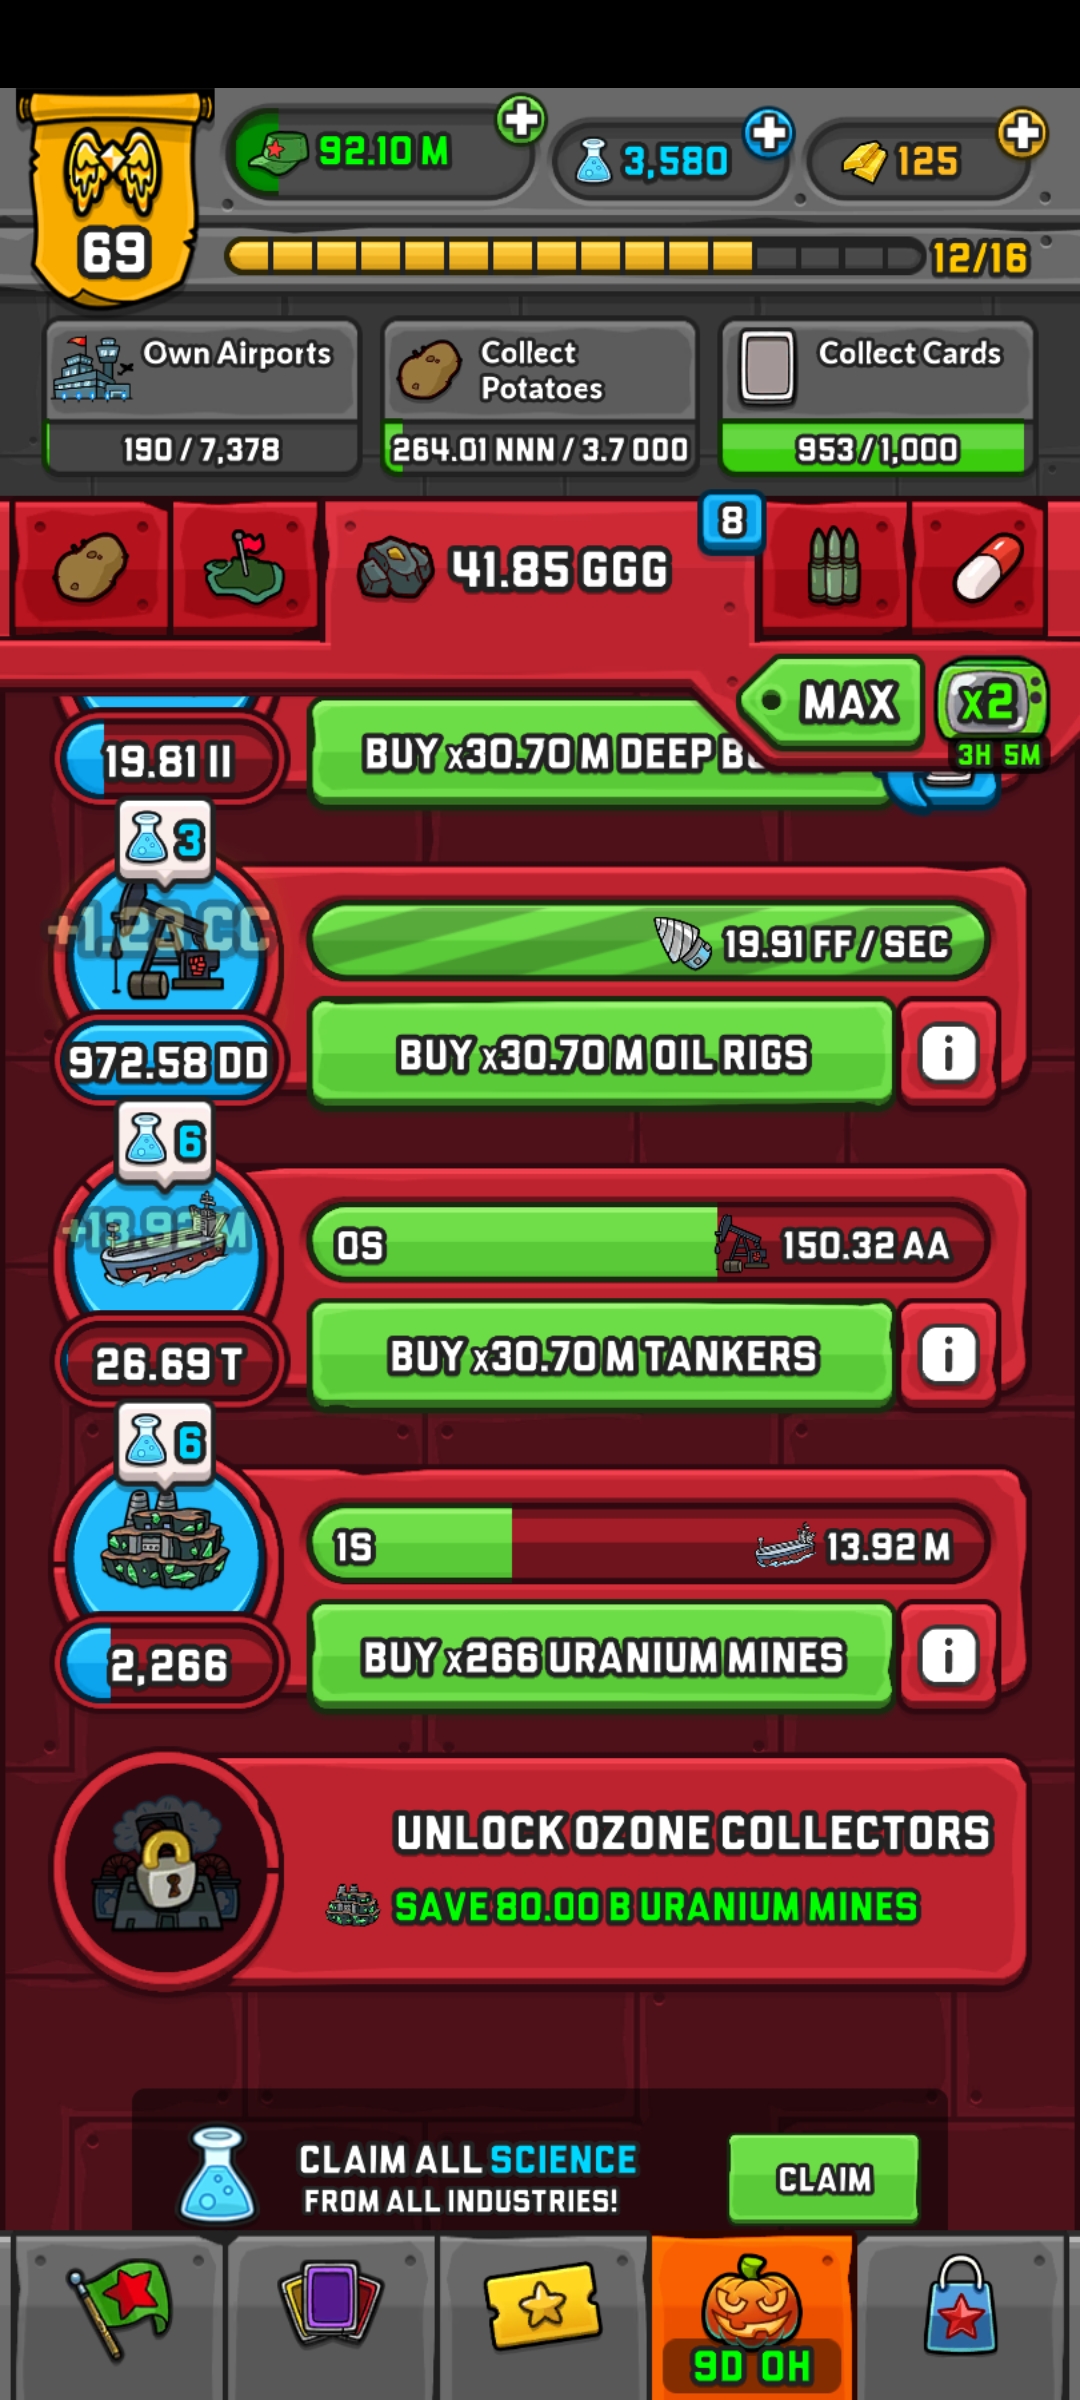 92.10 M
3,580
125
69
12/16
Own Airports
190 / 7,378
Collect
Potatoes
264.01 NNN / 3.7 OOO
Collect Cards
953 / 1,000
8
41.85 GGG
MAX
x2
3H 5M
19.81 II
BUY x30.70 M DEEP
3
+1.23 CC
19.91 FF / SEC
972.58 DD
BUY x30.70 M OIL RIGS
i
6
+13.92 M
0S
150.32 AA
26.69 T
BUY x30.70 M TANKERS
i
6
1S
13.92 M
2,266
BUY x266 URANIUM MINES
i
UNLOCK OZONE COLLECTORS
SAVE 80.00 B URANIUM MINES
CLAIM ALL SCIENCE
FROM ALL INDUSTRIES!
CLAIM
9D 0H